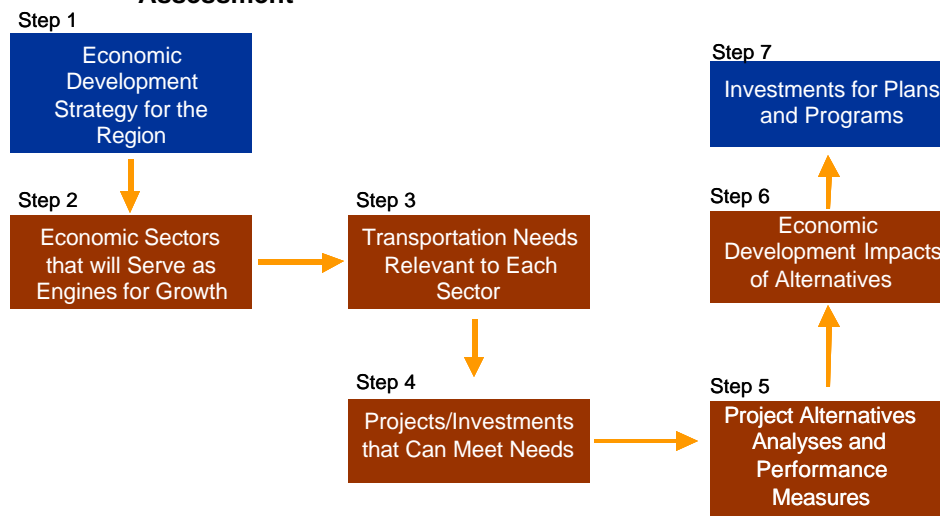 Assessment
Step 1
Economic
Development
Strategy for the
Region
Step 2
Economic Sectors
that will Serve as
Engines for Growth
Step 3
Transportation Needs
Relevant to Each
Sector
Step 4
Projects/Investments
that Can Meet Needs
Step 5
Project Alternatives
Analyses and
Performance
Measures
Step 6
Economic
Development Impacts
of Alternatives
Step 7
Investments for Plans
and Programs